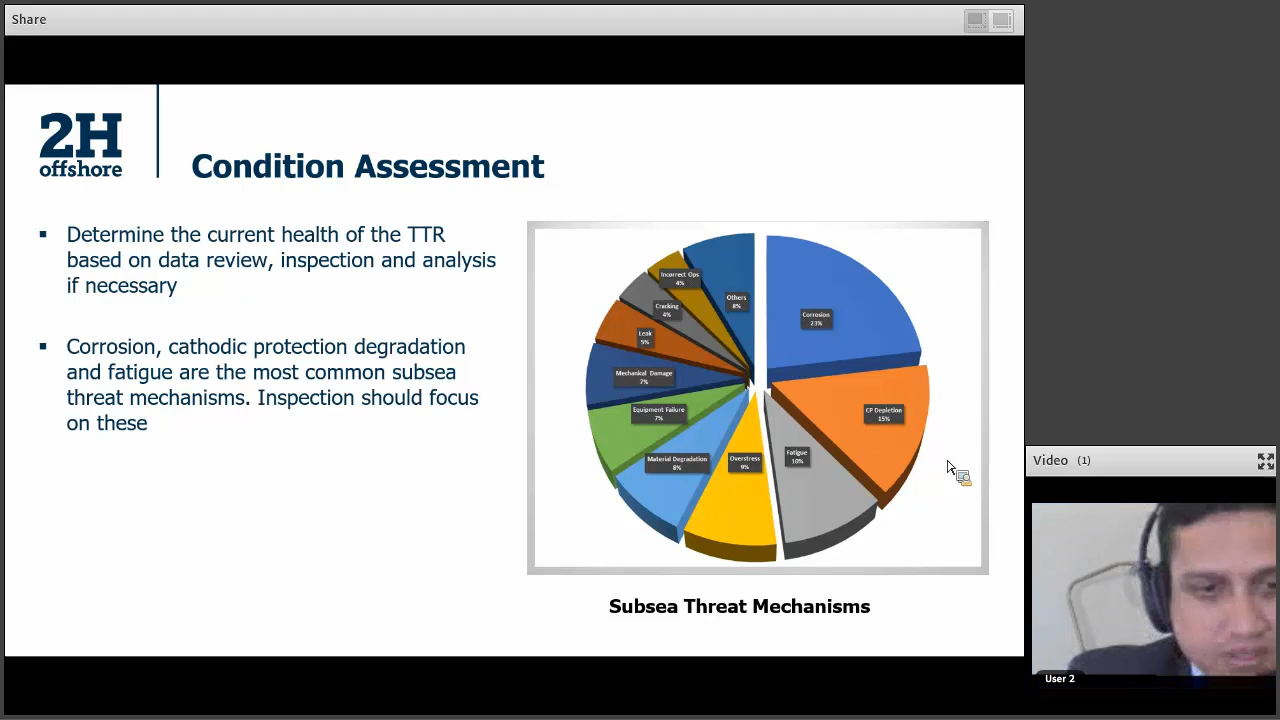 Share
2H
offshore
Condition Assessment
▪ Determine the current health of the TTR
based on data review, inspection and analysis
if necessary
▪ Corrosion, cathodic protection degradation
and fatigue are the most common subsea
threat mechanisms. Inspection should focus
on these
Incorrect Ops
4%
Others
8%
Cracking
4%
Corrosion
23%
Leak
5%
Mechanical Damage
7%
Equipment Failure
7%
CP Depletion
15%
Material Degradation
8%
Overstress
9%
Fatigue
10%
Subsea Threat Mechanisms
Video (1)
User 2